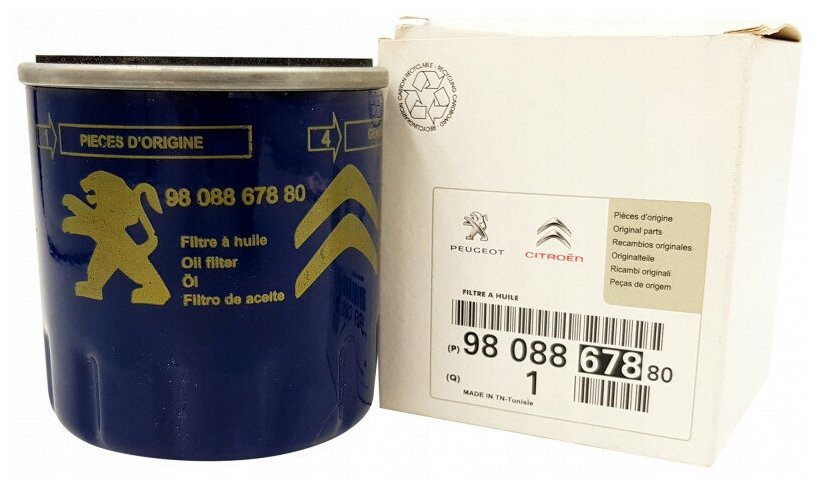 1
PIECES D'ORIGINE
4
98 088 678 80
Filtre à huile
Oil filter
Öl
Filtro de aceite
PEUGEOT
CITROËN
Pièces d'origine
Original parts
Recambios originales
Originalteile
Ricambi originali
Peças de origem
FILTRE A HUILE
(P) 98 088 678 80
(Q) 1
MADE IN TN-Tunisie